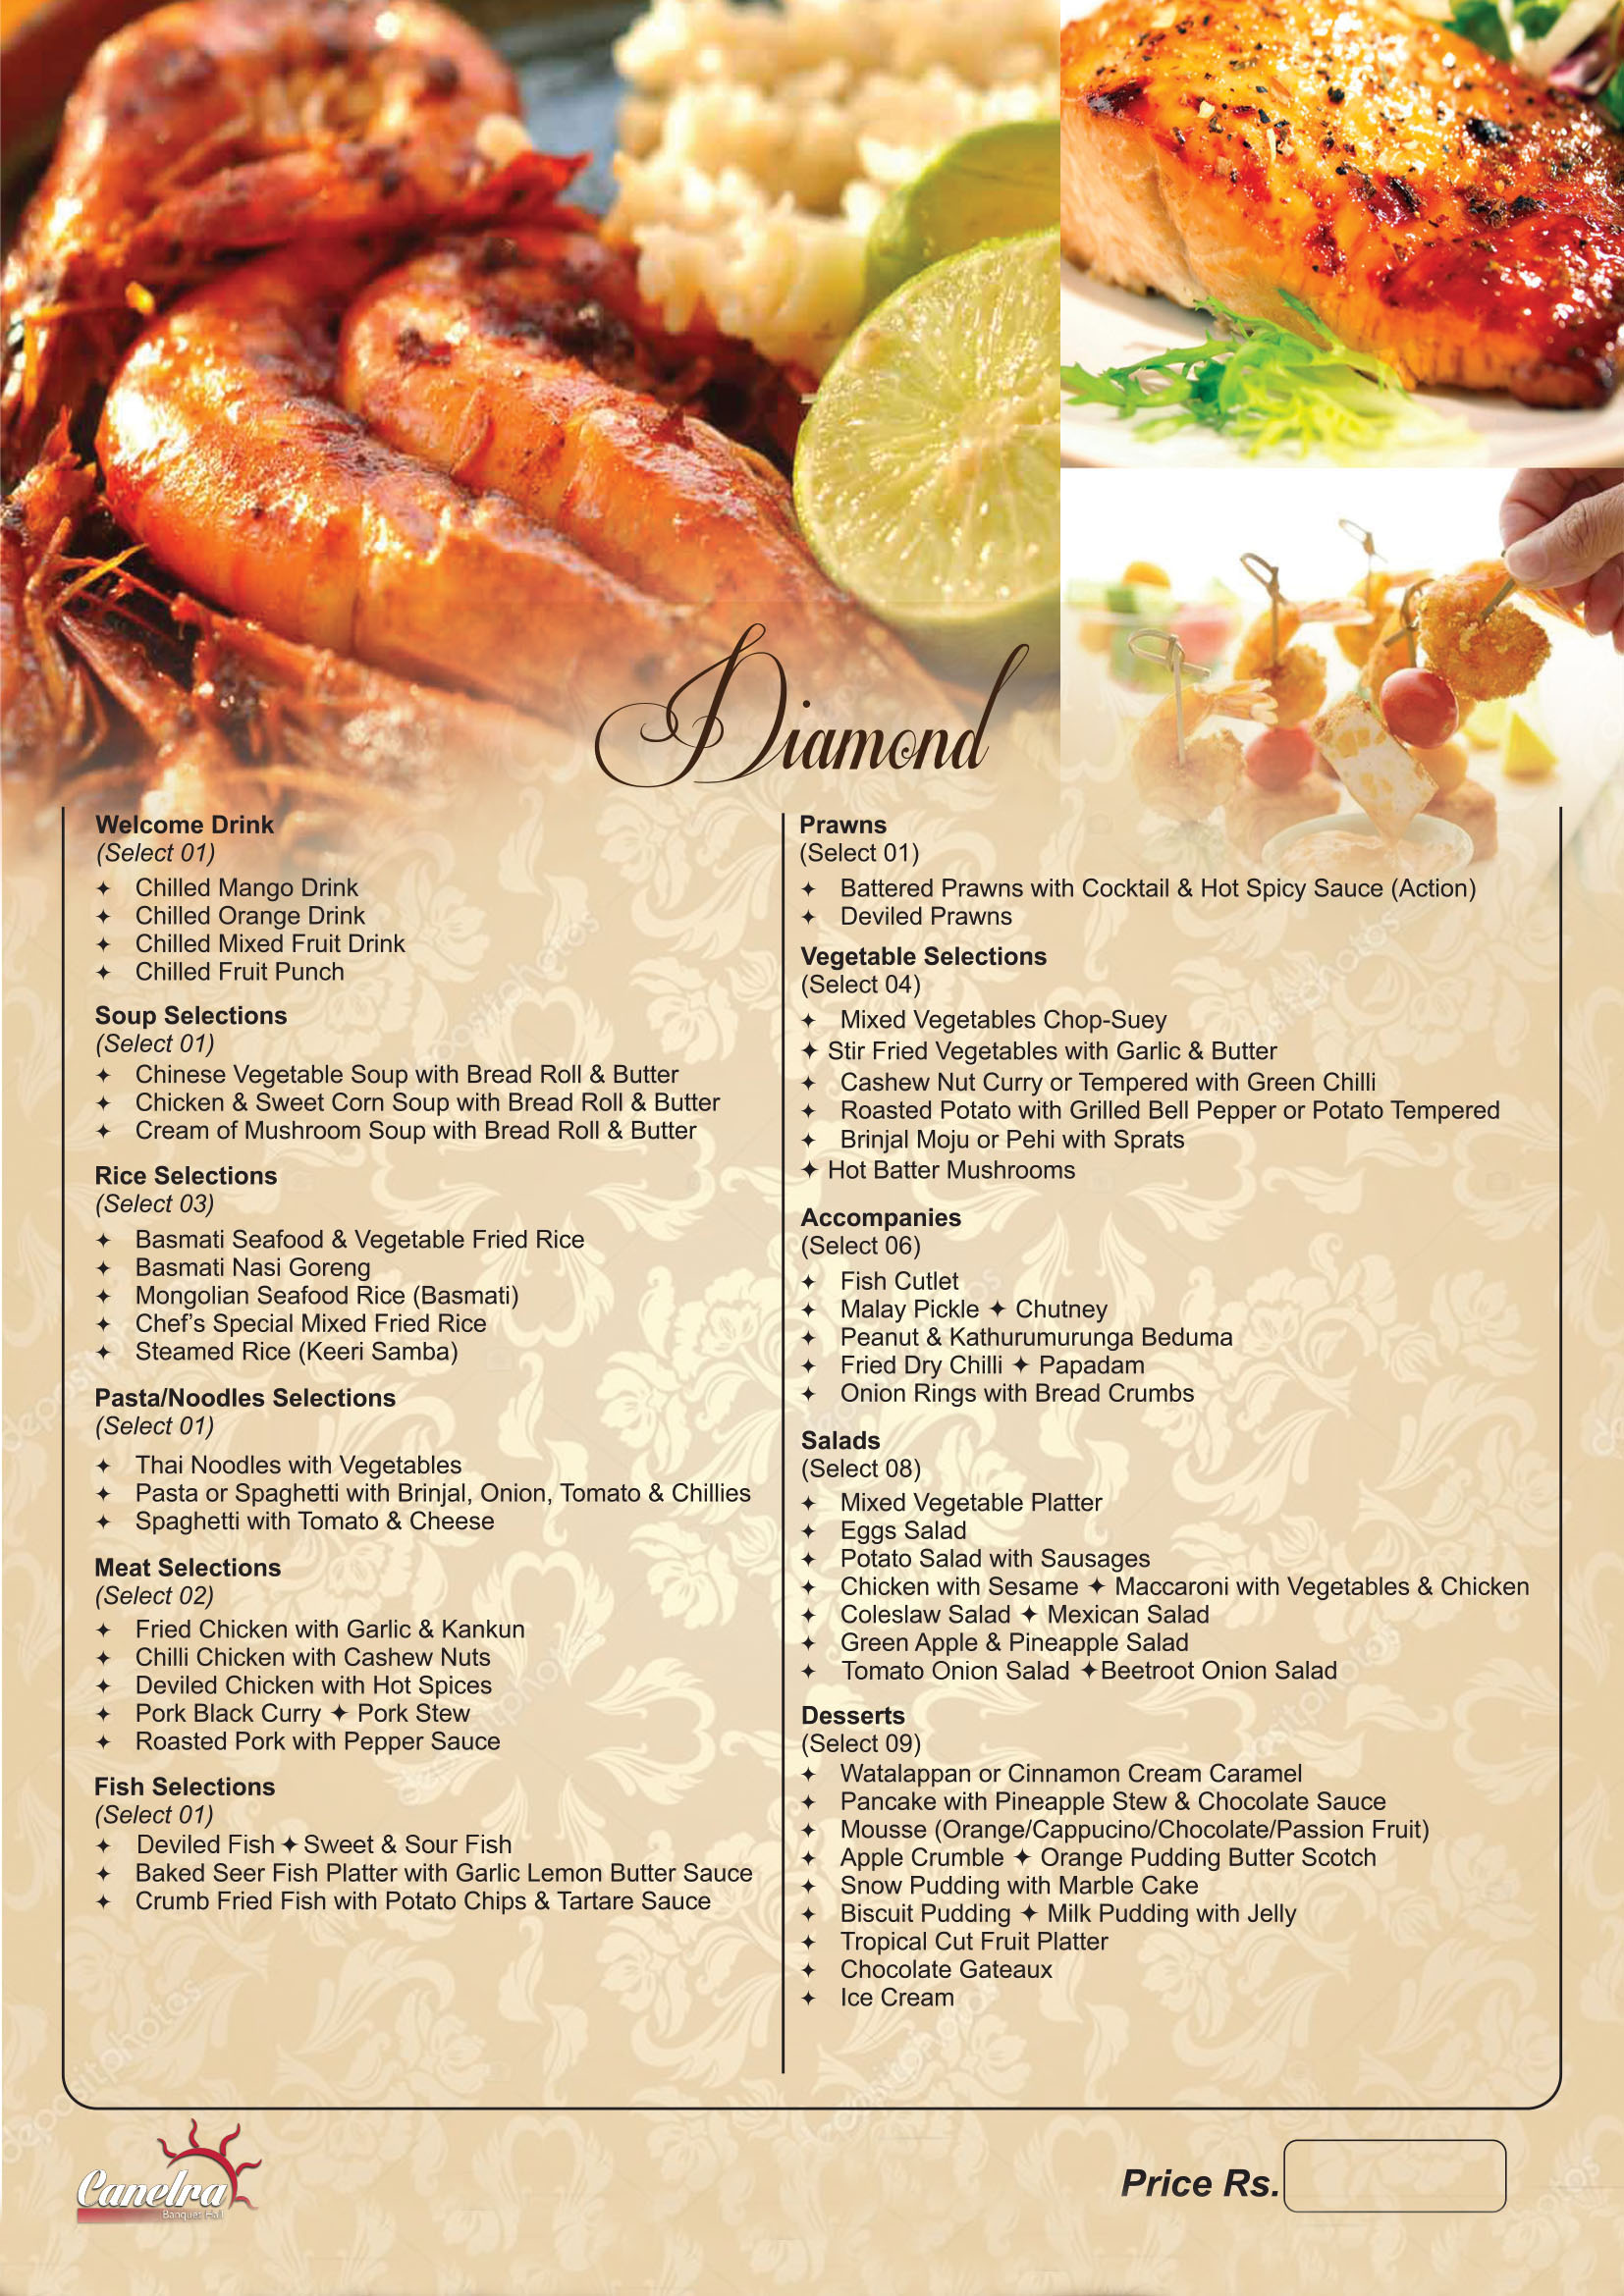 Diamond
Welcome Drink
(Select 01)
✦ Chilled Mango Drink
✦ Chilled Orange Drink
✦ Chilled Mixed Fruit Drink
✦ Chilled Fruit Punch
Soup Selections
(Select 01)
✦ Chinese Vegetable Soup with Bread Roll & Butter
✦ Chicken & Sweet Corn Soup with Bread Roll & Butter
✦ Cream of Mushroom Soup with Bread Roll & Butter
Rice Selections
(Select 03)
✦ Basmati Seafood & Vegetable Fried Rice
✦ Basmati Nasi Goreng
✦ Mongolian Seafood Rice (Basmati)
✦ Chef's Special Mixed Fried Rice
✦ Steamed Rice (Keeri Samba)
Pasta/Noodles Selections
(Select 01)
✦ Thai Noodles with Vegetables
✦ Pasta or Spaghetti with Brinjal, Onion, Tomato & Chillies
✦ Spaghetti with Tomato & Cheese
Meat Selections
(Select 02)
✦ Fried Chicken with Garlic & Kankun
✦ Chilli Chicken with Cashew Nuts
✦ Deviled Chicken with Hot Spices
✦ Pork Black Curry ✦ Pork Stew
✦ Roasted Pork with Pepper Sauce
Fish Selections
(Select 01)
✦ Deviled Fish ✦ Sweet & Sour Fish
✦ Baked Seer Fish Platter with Garlic Lemon Butter Sauce
✦ Crumb Fried Fish with Potato Chips & Tartare Sauce
Prawns
(Select 01)
✦ Battered Prawns with Cocktail & Hot Spicy Sauce (Action)
✦ Deviled Prawns
Vegetable Selections
(Select 04)
✦ Mixed Vegetables Chop-Suey
✦ Stir Fried Vegetables with Garlic & Butter
✦ Cashew Nut Curry or Tempered with Green Chilli
✦ Roasted Potato with Grilled Bell Pepper or Potato Tempered
✦ Brinjal Moju or Pehi with Sprats
✦ Hot Batter Mushrooms
Accompanies
(Select 06)
✦ Fish Cutlet
✦ Malay Pickle ✦ Chutney
✦ Peanut & Kathurumurunga Beduma
✦ Fried Dry Chilli ✦ Papadam
✦ Onion Rings with Bread Crumbs
Salads
(Select 08)
✦ Mixed Vegetable Platter
✦ Eggs Salad
✦ Potato Salad with Sausages
✦ Chicken with Sesame ✦ Maccaroni with Vegetables & Chicken
✦ Coleslaw Salad ✦ Mexican Salad
✦ Green Apple & Pineapple Salad
✦ Tomato Onion Salad ✦Beetroot Onion Salad
Desserts
(Select 09)
✦ Watalappan or Cinnamon Cream Caramel
✦ Pancake with Pineapple Stew & Chocolate Sauce
✦ Mousse (Orange/Cappucino/Chocolate/Passion Fruit)
✦ Apple Crumble ✦ Orange Pudding Butter Scotch
✦ Snow Pudding with Marble Cake
✦ Biscuit Pudding ✦ Milk Pudding with Jelly
✦ Tropical Cut Fruit Platter
✦ Chocolate Gateaux
✦ Ice Cream
Canelra
Banquet Hall
Price Rs.
depositphotos